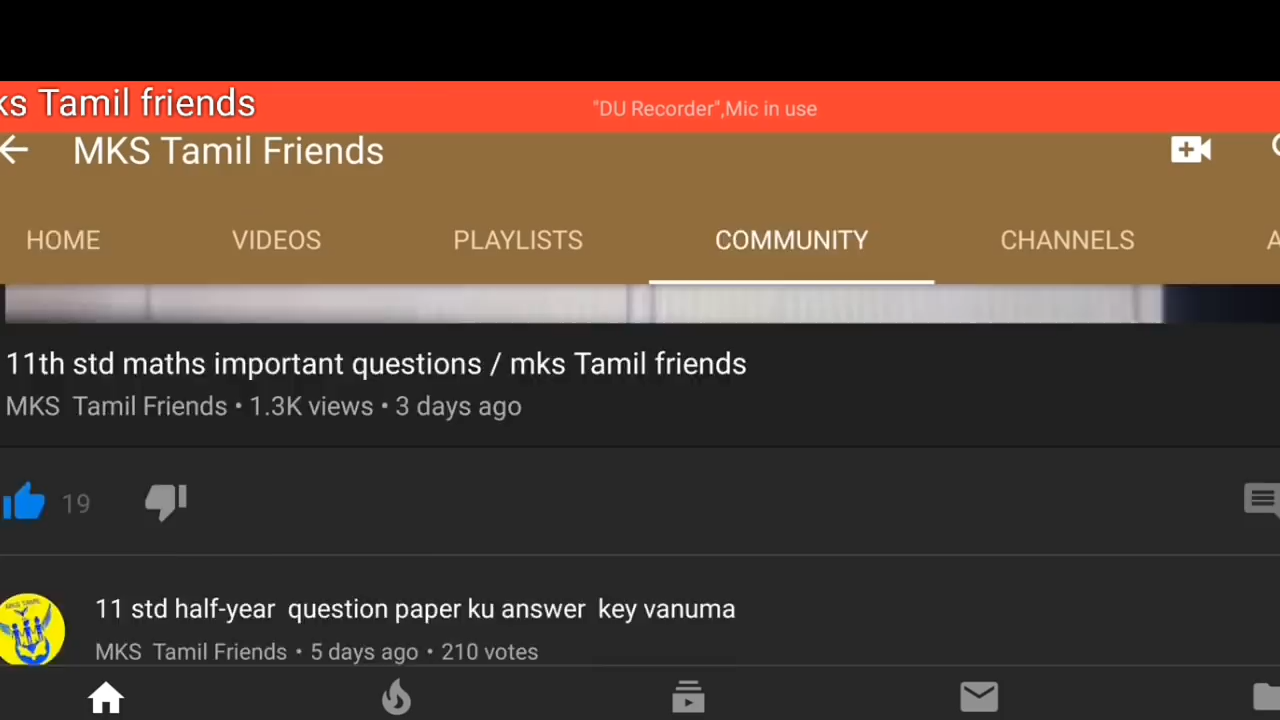 ks Tamil friends
"DU Recorder",Mic in use
MKS Tamil Friends
HOME VIDEOS PLAYLISTS COMMUNITY CHANNELS A
11th std maths important questions / mks Tamil friends
MKS Tamil Friends • 1.3K views • 3 days ago
19
11 std half-year question paper ku answer key vanuma
MKS Tamil Friends • 5 days ago • 210 votes